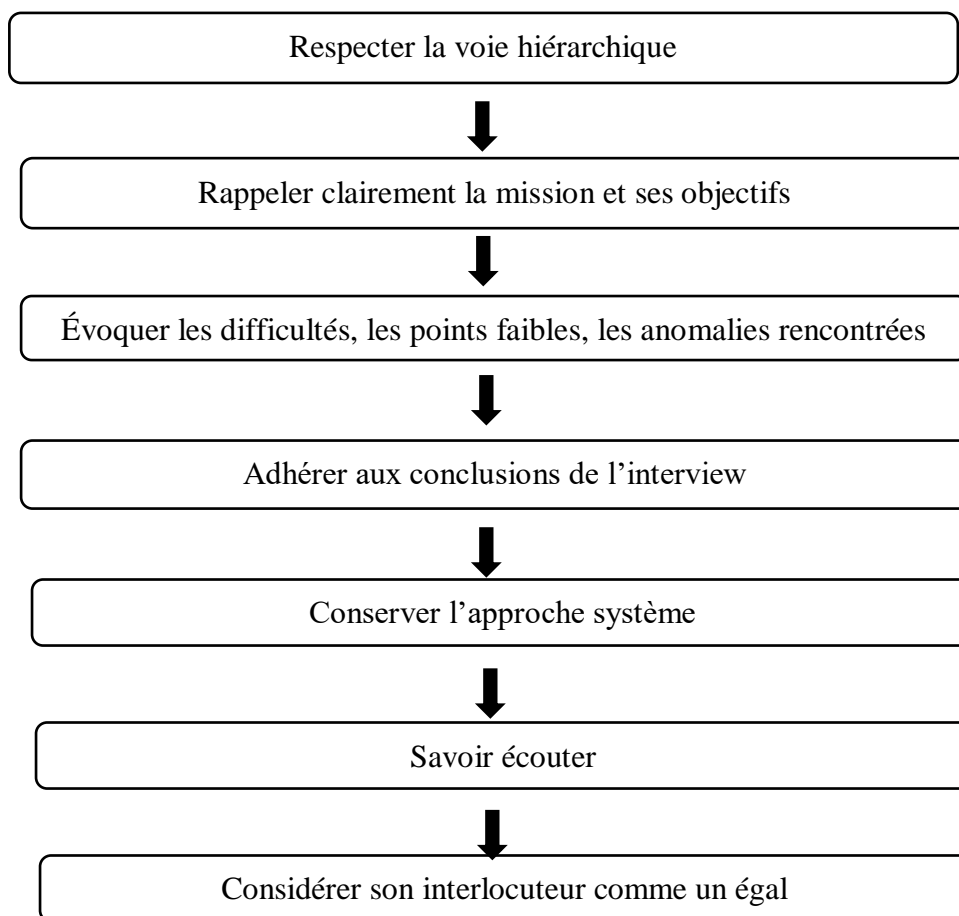 Respecter la voie hiérarchique
Rappeler clairement la mission et ses objectifs
Évoquer les difficultés, les points faibles, les anomalies rencontrées
Adhérer aux conclusions de l’interview
Conserver l’approche système
Savoir écouter
Considérer son interlocuteur comme un égal